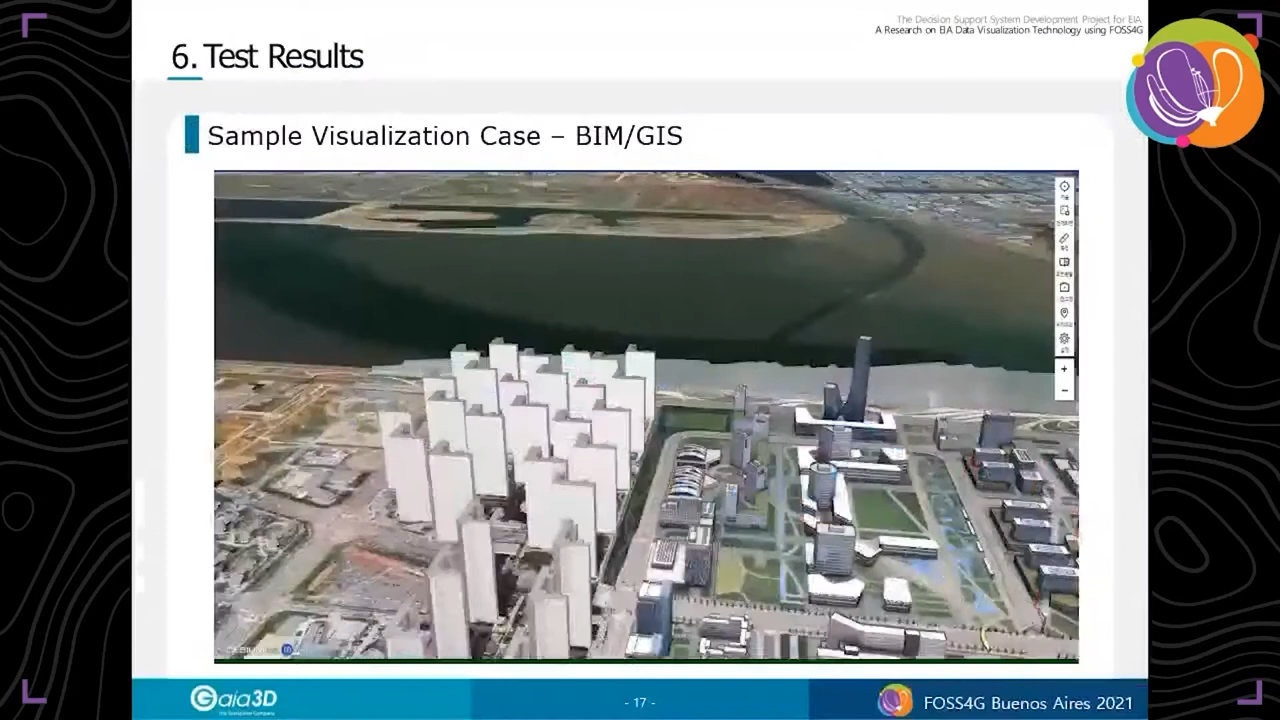 The Decision Support System Development Project for EIA.
A Research on EIA Data Visualization Technology using FOSS4G
6. Test Results
Sample Visualization Case – BIM/GIS
Gaia3D
- 17 -
FOSS4G Buenos Aires 2021